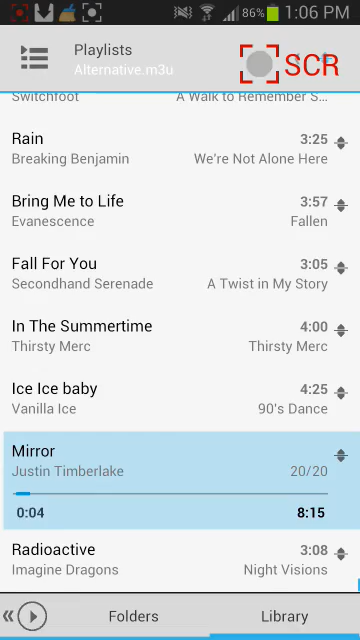 86% 1:06 PM
Playlists
Alternative.m3u
SCR
Switchfoot A Walk to Remember S...
Rain 3:25
Breaking Benjamin We're Not Alone Here
Bring Me to Life 3:57
Evanescence Fallen
Fall For You 3:05
Secondhand Serenade A Twist in My Story
In The Summertime 4:00
Thirsty Merc Thirsty Merc
Ice Ice baby 4:25
Vanilla Ice 90's Dance
Mirror
Justin Timberlake 20/20
0:04 8:15
Radioactive 3:08
Imagine Dragons Night Visions
Folders Library